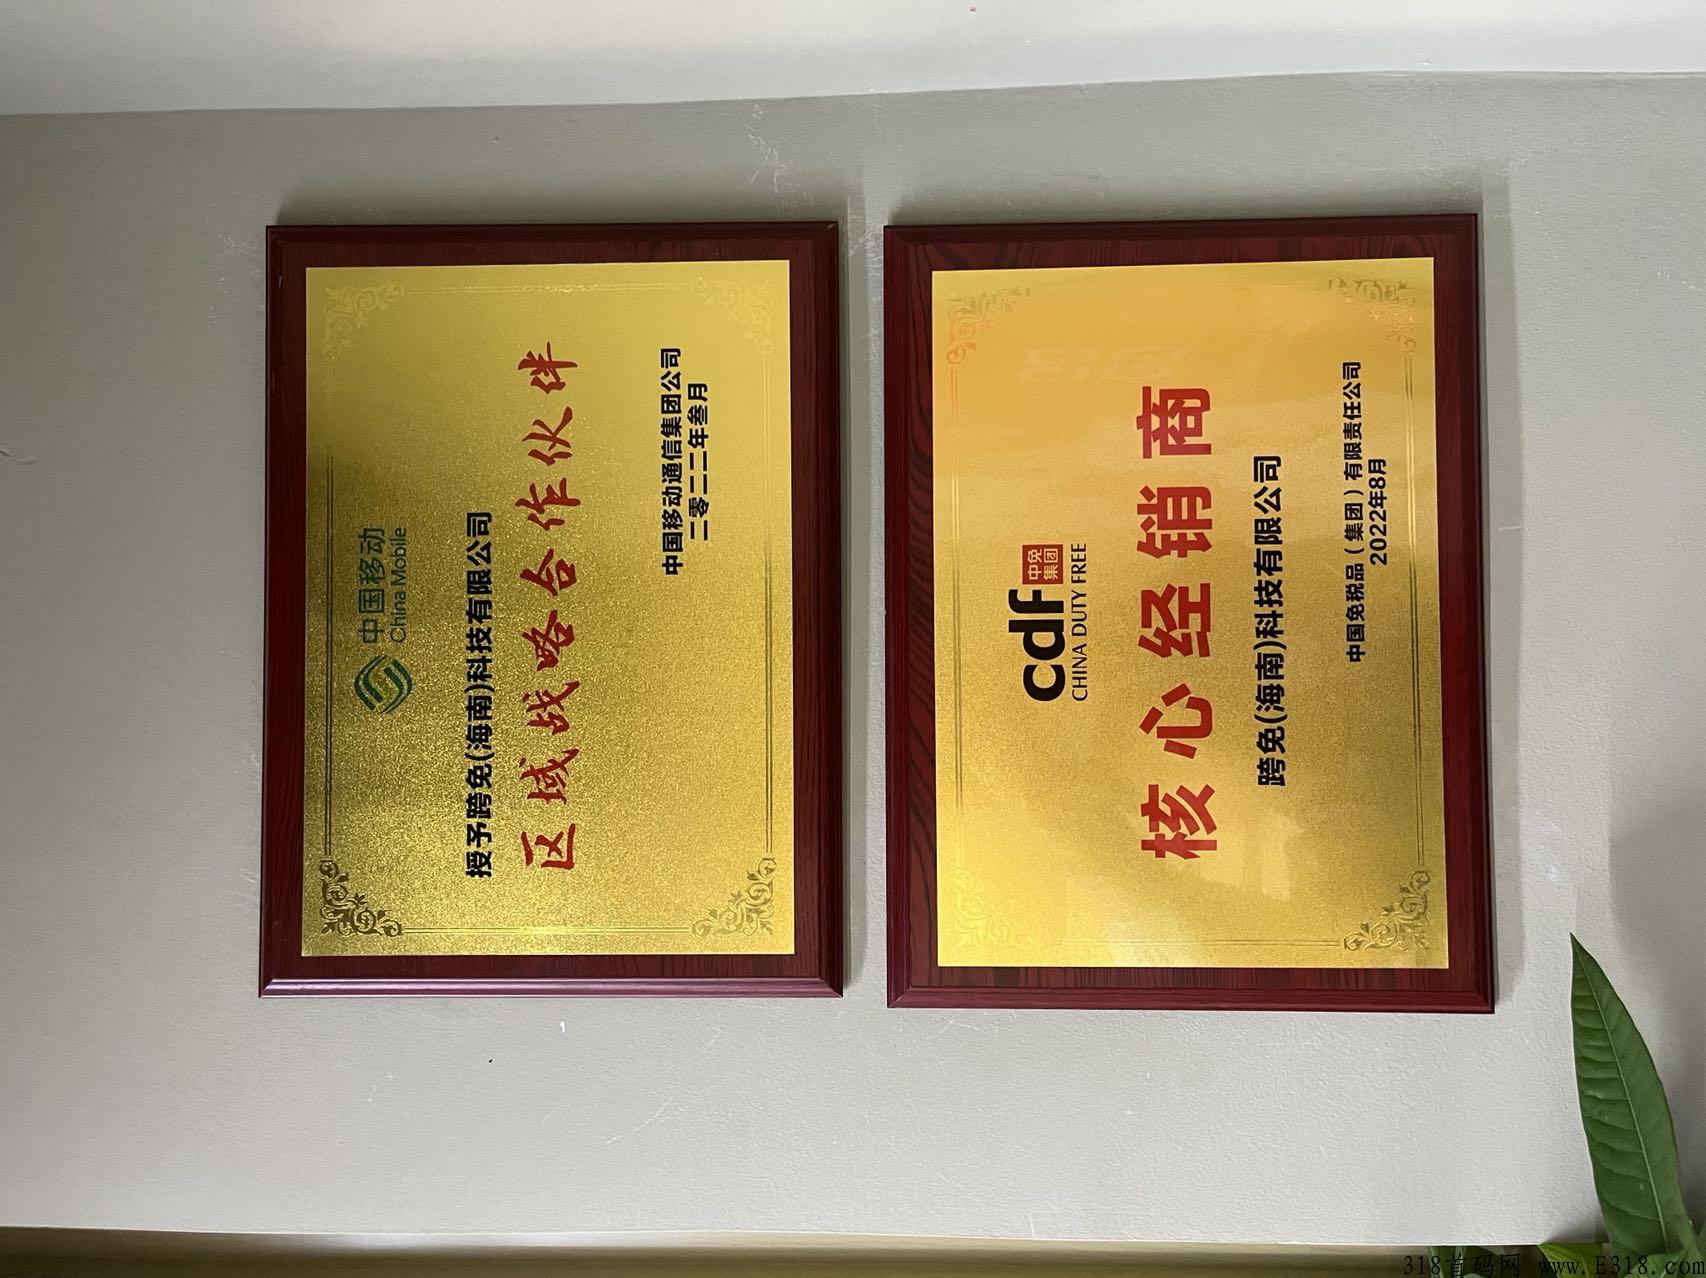 中国移动
China Mobile
授予跨免(海南)科技有限公司
区域战略合作伙伴
中国移动通信集团公司
二零二二年叁月
cdf 中免集团
CHINA DUTY FREE
核心经销商
跨免(海南)科技有限公司
中国免税品（集团）有限责任公司
2022年8月
318首码网 www.E318.com